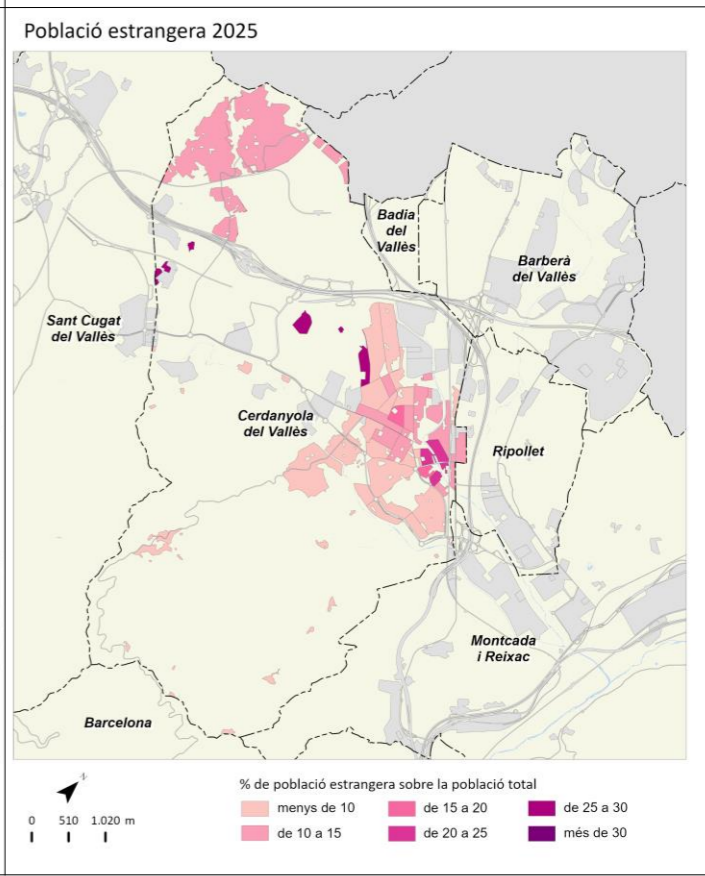 Població estrangera 2025
Badia
del
Vallès
Barberà
del Vallès
Sant Cugat
del Vallès
Cerdanyola
del Vallès
Ripollet
Montcada
i Reixac
Barcelona
N
0 510 1.020 m
% de població estrangera sobre la població total
menys de 10
de 15 a 20
de 25 a 30
de 10 a 15
de 20 a 25
més de 30